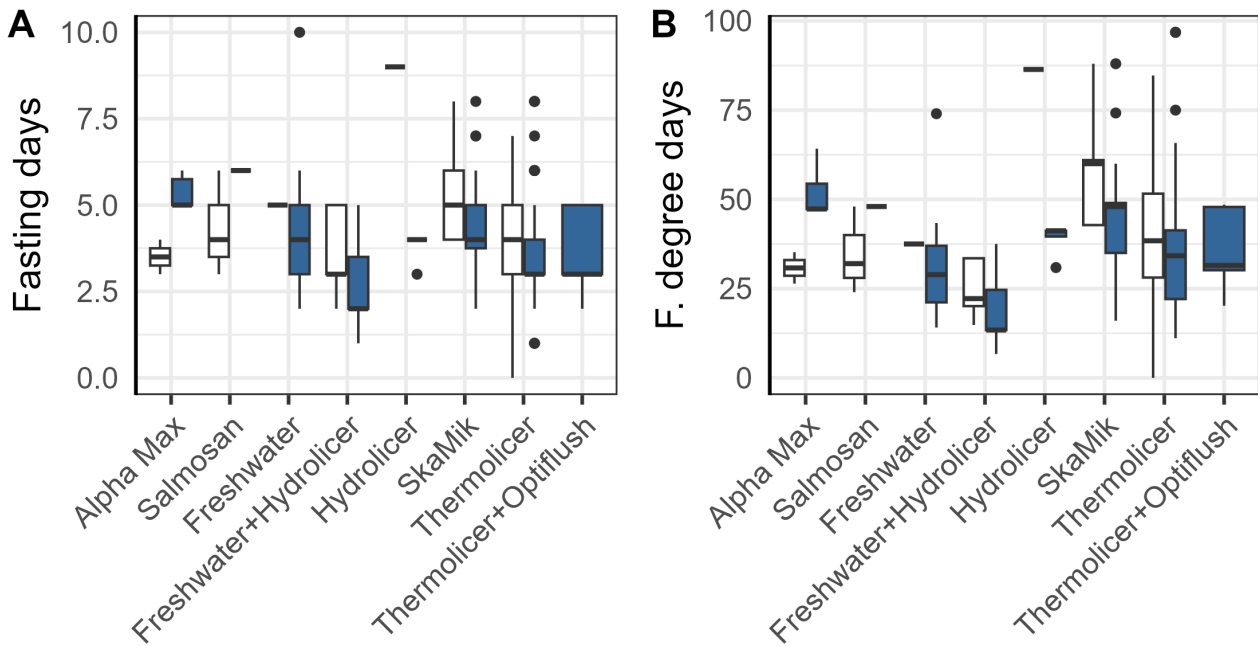 A
Fasting days
10.0
7.5
5.0
2.5
0.0
Alpha Max
Salmosan
Freshwater
Freshwater+Hydrolicer
Hydrolicer
SkaMik
Thermolicer
Thermolicer+Optiflush
B
F. degree days
100
75
50
25
0
Alpha Max
Salmosan
Freshwater
Freshwater+Hydrolicer
Hydrolicer
SkaMik
Thermolicer
Thermolicer+Optiflush